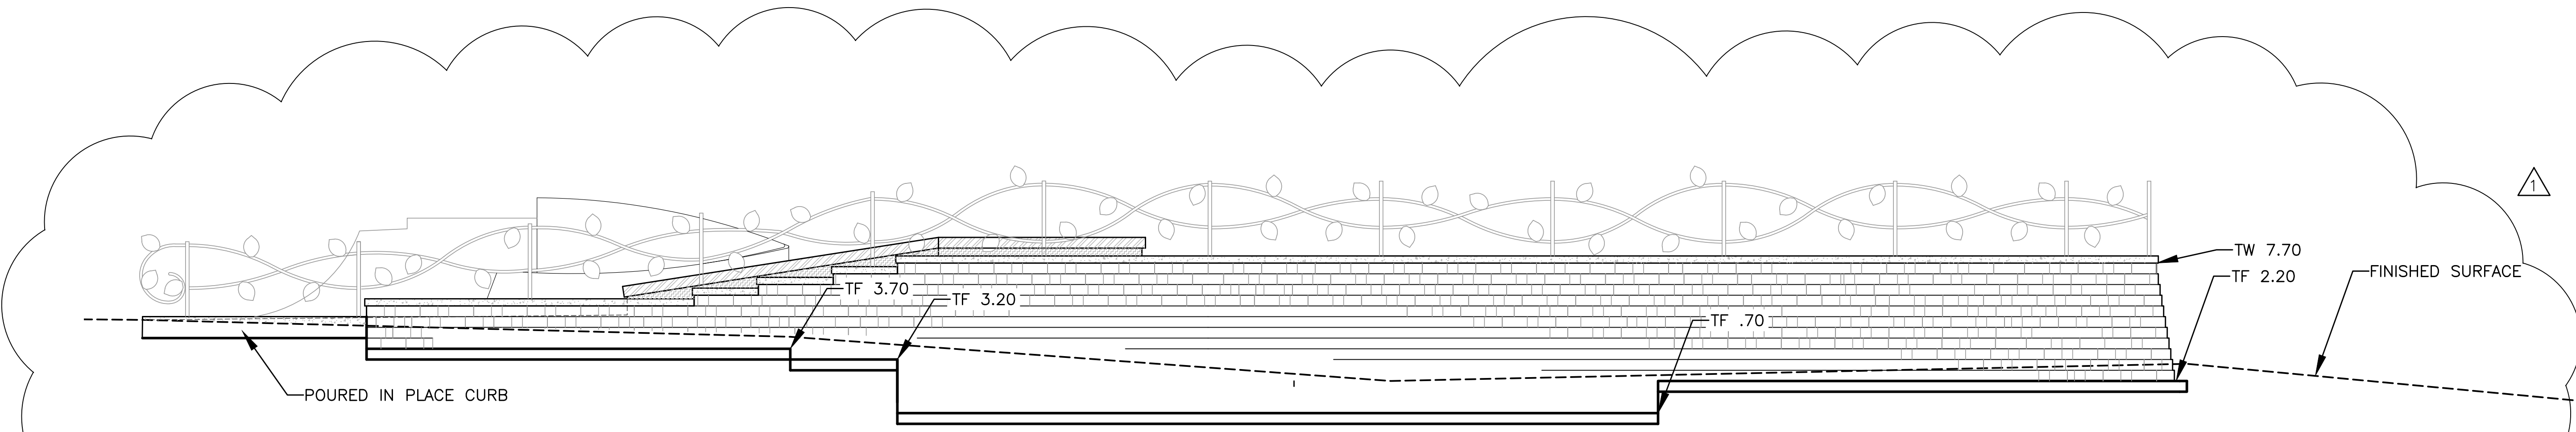 1
TW 7.70
TF 2.20
FINISHED SURFACE
TF 3.70
TF 3.20
TF .70
POURED IN PLACE CURB